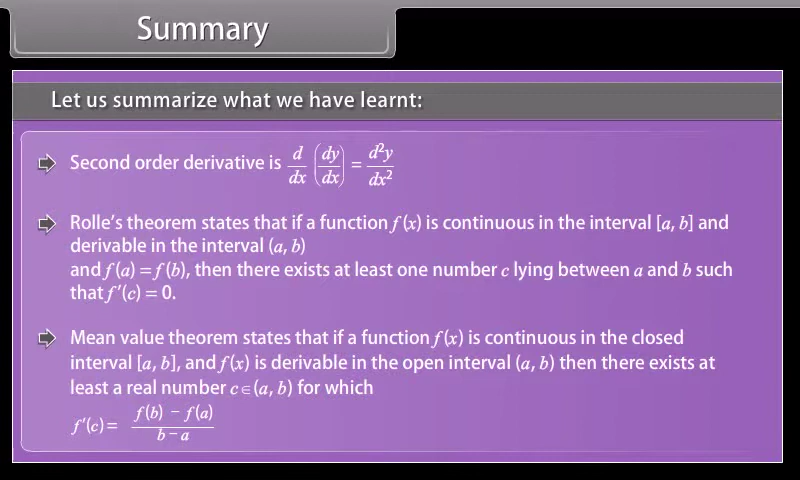 Summary
Let us summarize what we have learnt:
Second order derivative is d/dx (dy/dx) = d²y/dx²
Rolle's theorem states that if a function f (x) is continuous in the interval [a, b] and
derivable in the interval (a, b)
and f (a) = f (b), then there exists at least one number c lying between a and b such
that f '(c) = 0.
Mean value theorem states that if a function f (x) is continuous in the closed
interval [a, b], and f (x) is derivable in the open interval (a, b) then there exists at
least a real number c ∈ (a, b) for which
f '(c) = f(b) − f(a) / b − a